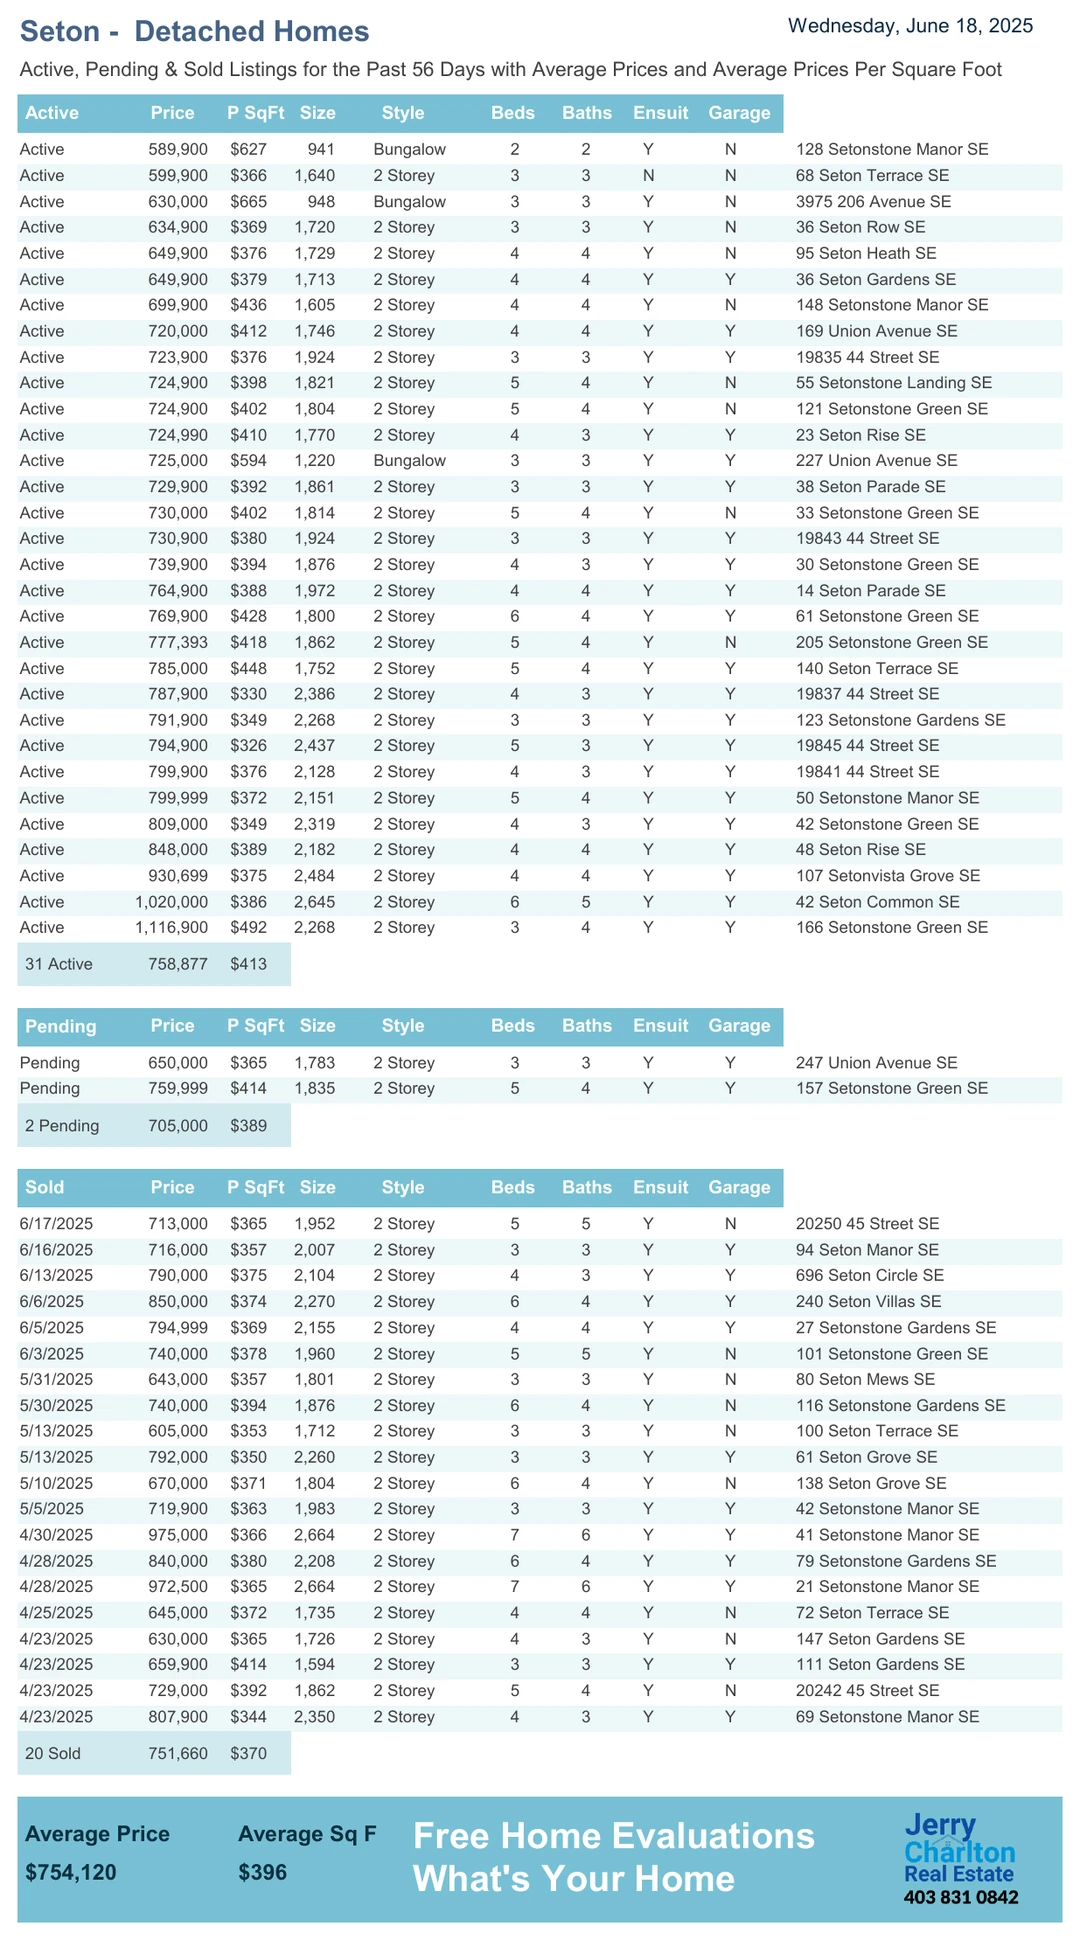 Seton -  Detached Homes
Wednesday, June 18, 2025
Active, Pending & Sold Listings for the Past 56 Days with Average Prices and Average Prices Per Square Foot
Active Price P SqFt Size Style Beds Baths Ensuit Garage
Active 589,900 $627 941 Bungalow 2 2 Y N 128 Setonstone Manor SE
Active 599,900 $366 1,640 2 Storey 3 3 N N 68 Seton Terrace SE
Active 630,000 $665 948 Bungalow 3 3 Y N 3975 206 Avenue SE
Active 634,900 $369 1,720 2 Storey 3 3 Y N 36 Seton Row SE
Active 649,900 $376 1,729 2 Storey 4 4 Y N 95 Seton Heath SE
Active 649,900 $379 1,713 2 Storey 4 4 Y Y 36 Seton Gardens SE
Active 699,900 $436 1,605 2 Storey 4 4 Y N 148 Setonstone Manor SE
Active 720,000 $412 1,746 2 Storey 4 4 Y Y 169 Union Avenue SE
Active 723,900 $376 1,924 2 Storey 3 3 Y Y 19835 44 Street SE
Active 724,900 $398 1,821 2 Storey 5 4 Y N 55 Setonstone Landing SE
Active 724,900 $402 1,804 2 Storey 5 4 Y N 121 Setonstone Green SE
Active 724,990 $410 1,770 2 Storey 4 3 Y Y 23 Seton Rise SE
Active 725,000 $594 1,220 Bungalow 3 3 Y Y 227 Union Avenue SE
Active 729,900 $392 1,861 2 Storey 3 3 Y Y 38 Seton Parade SE
Active 730,000 $402 1,814 2 Storey 5 4 Y N 33 Setonstone Green SE
Active 730,900 $380 1,924 2 Storey 3 3 Y Y 19843 44 Street SE
Active 739,900 $394 1,876 2 Storey 4 3 Y Y 30 Setonstone Green SE
Active 764,900 $388 1,972 2 Storey 4 4 Y Y 14 Seton Parade SE
Active 769,900 $428 1,800 2 Storey 6 4 Y Y 61 Setonstone Green SE
Active 777,393 $418 1,862 2 Storey 5 4 Y N 205 Setonstone Green SE
Active 785,000 $448 1,752 2 Storey 5 4 Y Y 140 Seton Terrace SE
Active 787,900 $330 2,386 2 Storey 4 3 Y Y 19837 44 Street SE
Active 791,900 $349 2,268 2 Storey 3 3 Y Y 123 Setonstone Gardens SE
Active 794,900 $326 2,437 2 Storey 5 3 Y Y 19845 44 Street SE
Active 799,900 $376 2,128 2 Storey 4 3 Y Y 19841 44 Street SE
Active 799,999 $372 2,151 2 Storey 5 4 Y Y 50 Setonstone Manor SE
Active 809,000 $349 2,319 2 Storey 4 3 Y Y 42 Setonstone Green SE
Active 848,000 $389 2,182 2 Storey 4 4 Y Y 48 Seton Rise SE
Active 930,699 $375 2,484 2 Storey 4 4 Y Y 107 Setonvista Grove SE
Active 1,020,000 $386 2,645 2 Storey 6 5 Y Y 42 Seton Common SE
Active 1,116,900 $492 2,268 2 Storey 3 4 Y Y 166 Setonstone Green SE
31 Active 758,877 $413
Pending Price P SqFt Size Style Beds Baths Ensuit Garage
Pending 650,000 $365 1,783 2 Storey 3 3 Y Y 247 Union Avenue SE
Pending 759,999 $414 1,835 2 Storey 5 4 Y Y 157 Setonstone Green SE
2 Pending 705,000 $389
Sold Price P SqFt Size Style Beds Baths Ensuit Garage
6/17/2025 713,000 $365 1,952 2 Storey 5 5 Y N 20250 45 Street SE
6/16/2025 716,000 $357 2,007 2 Storey 3 3 Y Y 94 Seton Manor SE
6/13/2025 790,000 $375 2,104 2 Storey 4 3 Y Y 696 Seton Circle SE
6/6/2025 850,000 $374 2,270 2 Storey 6 4 Y Y 240 Seton Villas SE
6/5/2025 794,999 $369 2,155 2 Storey 4 4 Y Y 27 Setonstone Gardens SE
6/3/2025 740,000 $378 1,960 2 Storey 5 5 Y N 101 Setonstone Green SE
5/31/2025 643,000 $357 1,801 2 Storey 3 3 Y N 80 Seton Mews SE
5/30/2025 740,000 $394 1,876 2 Storey 6 4 Y N 116 Setonstone Gardens SE
5/13/2025 605,000 $353 1,712 2 Storey 3 3 Y N 100 Seton Terrace SE
5/13/2025 792,000 $350 2,260 2 Storey 3 3 Y Y 61 Seton Grove SE
5/10/2025 670,000 $371 1,804 2 Storey 6 4 Y N 138 Seton Grove SE
5/5/2025 719,900 $363 1,983 2 Storey 3 3 Y Y 42 Setonstone Manor SE
4/30/2025 975,000 $366 2,664 2 Storey 7 6 Y Y 41 Setonstone Manor SE
4/28/2025 840,000 $380 2,208 2 Storey 6 4 Y Y 79 Setonstone Gardens SE
4/28/2025 972,500 $365 2,664 2 Storey 7 6 Y Y 21 Setonstone Manor SE
4/25/2025 645,000 $372 1,735 2 Storey 4 4 Y N 72 Seton Terrace SE
4/23/2025 630,000 $365 1,726 2 Storey 4 3 Y N 147 Seton Gardens SE
4/23/2025 659,900 $414 1,594 2 Storey 3 3 Y Y 111 Seton Gardens SE
4/23/2025 729,000 $392 1,862 2 Storey 5 4 Y N 20242 45 Street SE
4/23/2025 807,900 $344 2,350 2 Storey 4 3 Y Y 69 Setonstone Manor SE
20 Sold 751,660 $370
Average Price Average Sq F
$754,120 $396
Free Home Evaluations
What's Your Home
Jerry
Charlton
Real Estate
403 831 0842